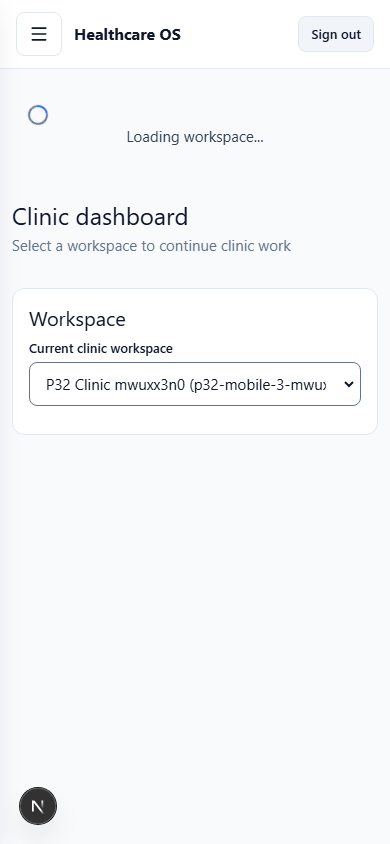 Healthcare OS
Sign out
Loading workspace...
Clinic dashboard
Select a workspace to continue clinic work
Workspace
Current clinic workspace
P32 Clinic mwuxx3n0 (p32-mobile-3-mwux
N